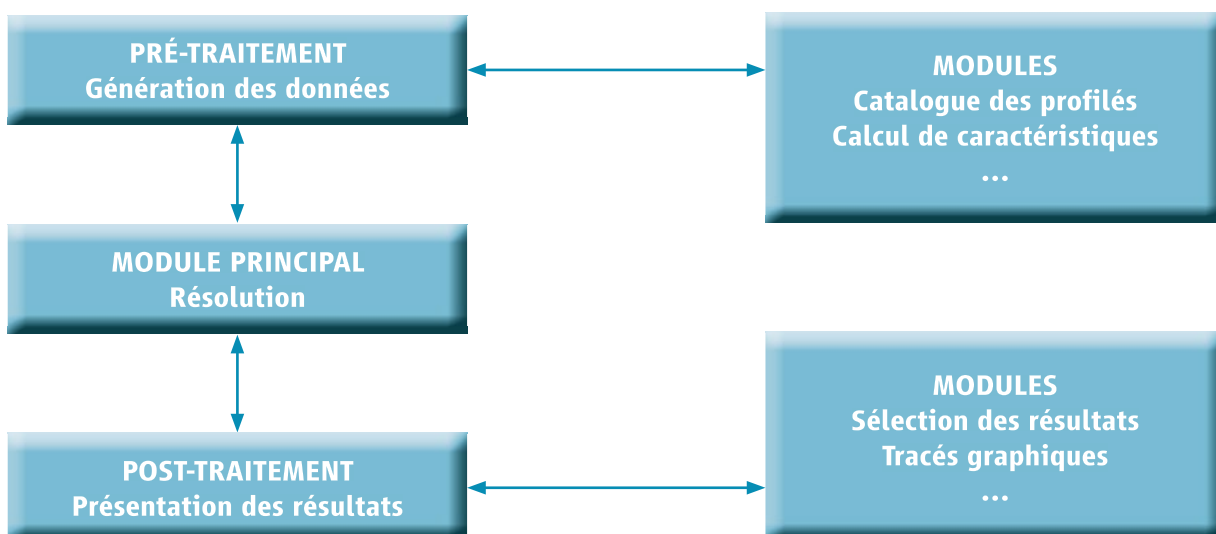 PRÉ-TRAITEMENT
Génération des données
MODULES
Catalogue des profilés
Calcul de caractéristiques
...
MODULE PRINCIPAL
Résolution
MODULES
Sélection des résultats
Tracés graphiques
...
POST-TRAITEMENT
Présentation des résultats